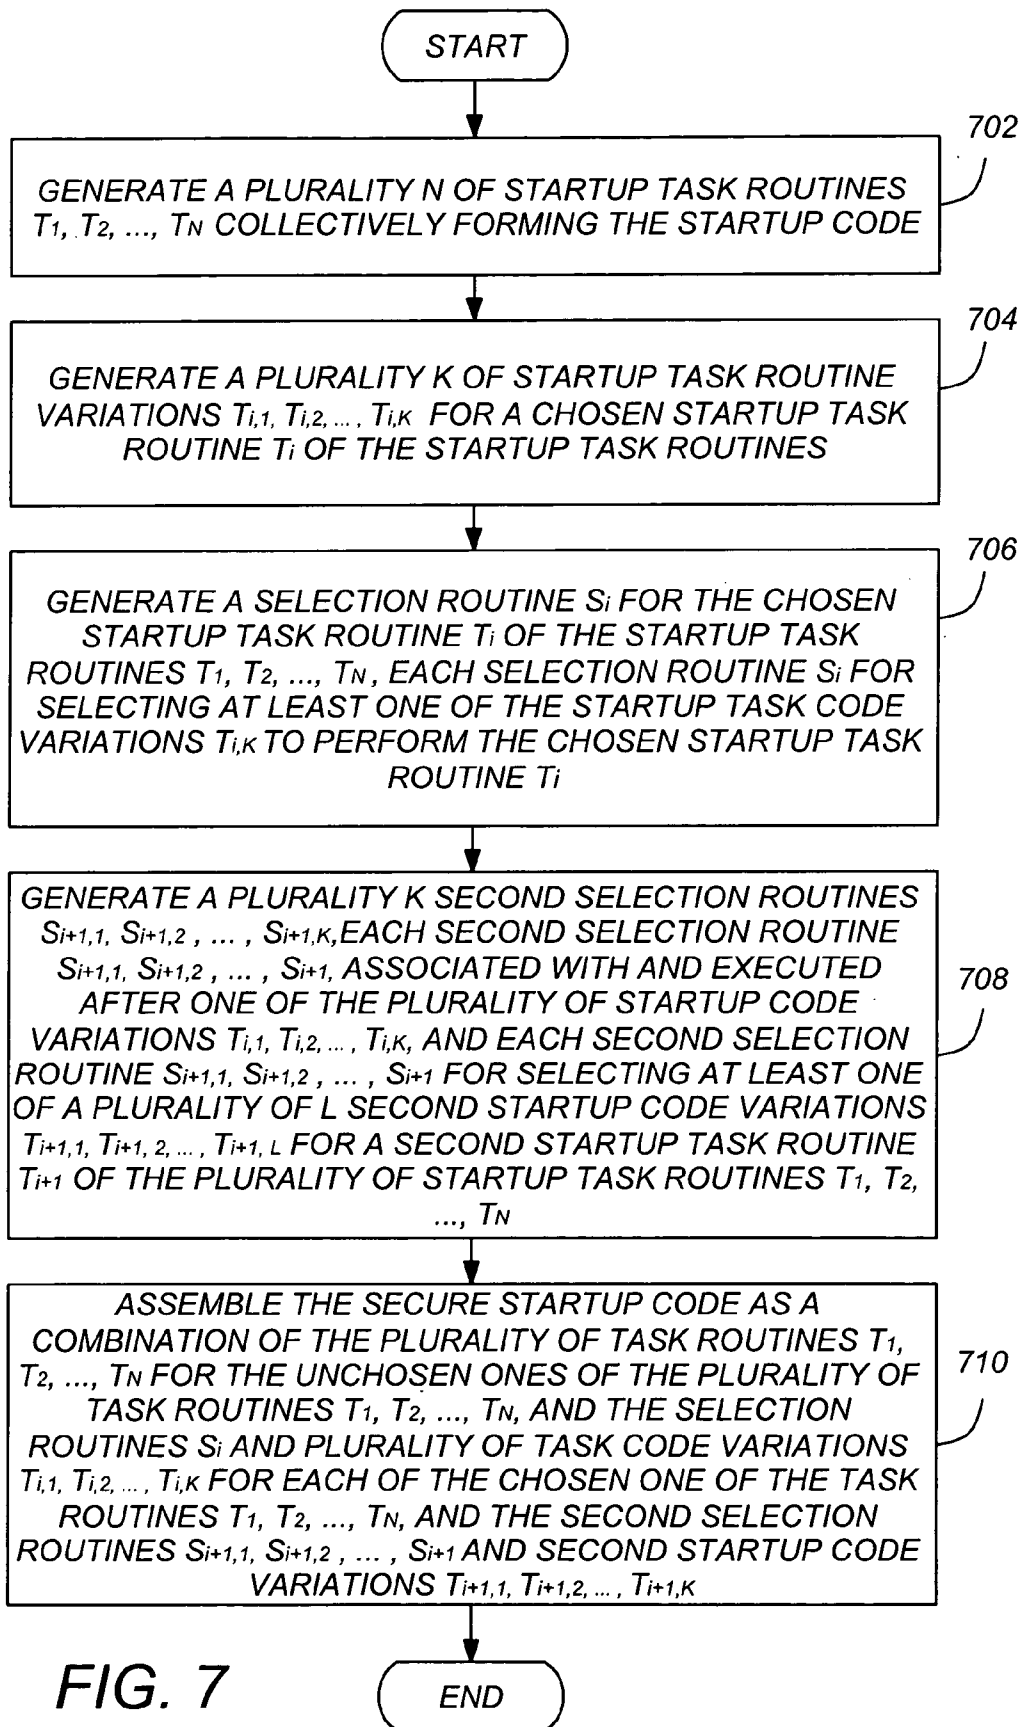 START
702
GENERATE A PLURALITY N OF STARTUP TASK ROUTINES
T1, T2, ..., TN COLLECTIVELY FORMING THE STARTUP CODE
704
GENERATE A PLURALITY K OF STARTUP TASK ROUTINE
VARIATIONS Ti,1, Ti,2, ... , Ti,K FOR A CHOSEN STARTUP TASK
ROUTINE Ti OF THE STARTUP TASK ROUTINES
706
GENERATE A SELECTION ROUTINE Si FOR THE CHOSEN
STARTUP TASK ROUTINE Ti OF THE STARTUP TASK
ROUTINES T1, T2, ..., TN, EACH SELECTION ROUTINE Si FOR
SELECTING AT LEAST ONE OF THE STARTUP TASK CODE
VARIATIONS Ti,K TO PERFORM THE CHOSEN STARTUP TASK
ROUTINE Ti
708
GENERATE A PLURALITY K SECOND SELECTION ROUTINES
Si+1,1, Si+1,2 , ... , Si+1,K,EACH SECOND SELECTION ROUTINE
Si+1,1, Si+1,2 , ... , Si+1, ASSOCIATED WITH AND EXECUTED
AFTER ONE OF THE PLURALITY OF STARTUP CODE
VARIATIONS Ti,1, Ti,2, ... , Ti,K, AND EACH SECOND SELECTION
ROUTINE Si+1,1, Si+1,2 , ... , Si+1 FOR SELECTING AT LEAST ONE
OF A PLURALITY OF L SECOND STARTUP CODE VARIATIONS
Ti+1,1, Ti+1, 2, ... , Ti+1, L FOR A SECOND STARTUP TASK ROUTINE
Ti+1 OF THE PLURALITY OF STARTUP TASK ROUTINES T1, T2,
..., TN
710
ASSEMBLE THE SECURE STARTUP CODE AS A
COMBINATION OF THE PLURALITY OF TASK ROUTINES T1,
T2, ..., TN FOR THE UNCHOSEN ONES OF THE PLURALITY OF
TASK ROUTINES T1, T2, ..., TN, AND THE SELECTION
ROUTINES Si AND PLURALITY OF TASK CODE VARIATIONS
Ti,1, Ti,2, ... , Ti,K FOR EACH OF THE CHOSEN ONE OF THE TASK
ROUTINES T1, T2, ..., TN, AND THE SECOND SELECTION
ROUTINES Si+1,1, Si+1,2 , ... , Si+1 AND SECOND STARTUP CODE
VARIATIONS Ti+1,1, Ti+1,2, ... , Ti+1,K
FIG. 7
END